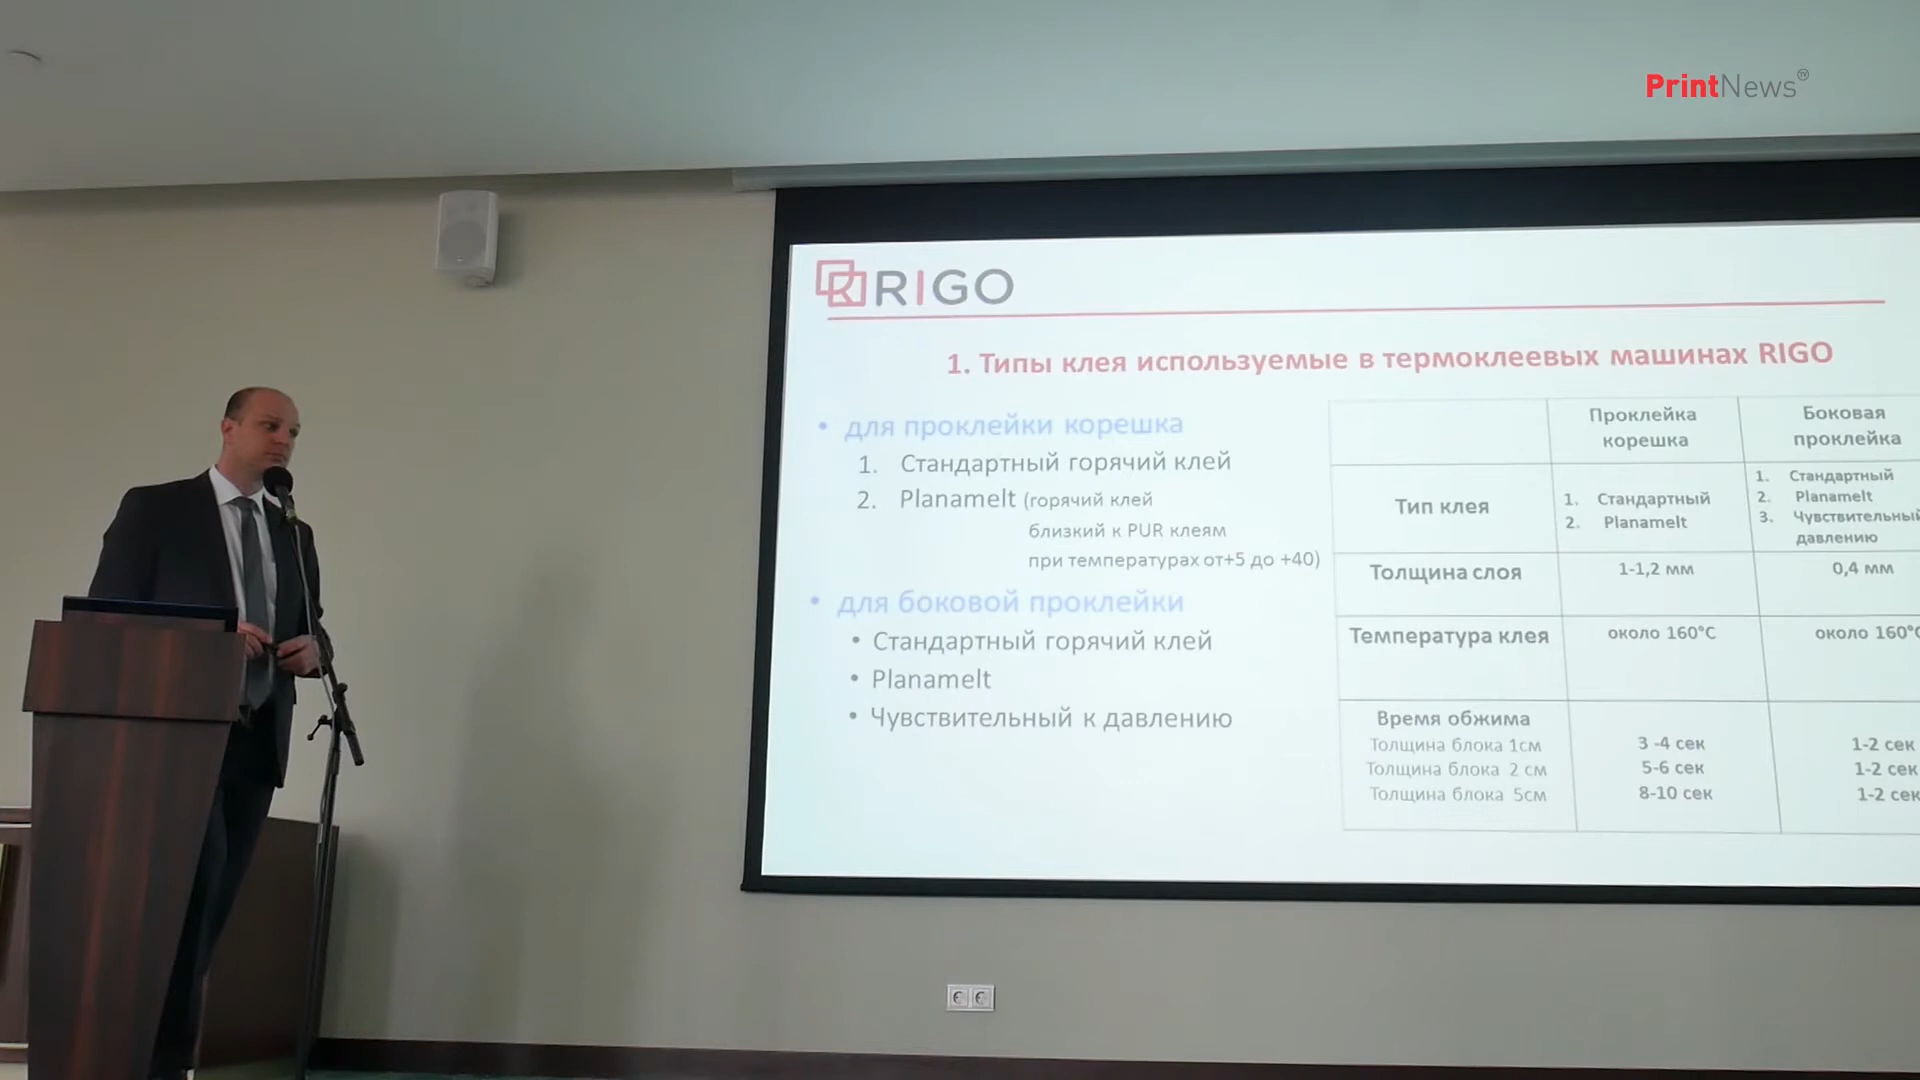 PrintNews TV
RIGO
1. Типы клея используемые в термоклеевых машинах RIGO
• для проклейки корешка
1. Стандартный горячий клей
2. Planamelt (горячий клей
близкий к PUR клеям
при температурах от+5 до +40)
• для боковой проклейки
• Стандартный горячий клей
• Planamelt
• Чувствительный к давлению
Проклейка
корешка
Боковая
проклейка
Тип клея
1. Стандартный
2. Planamelt
1. Стандартный
2. Planamelt
3. Чувствительный
давлению
Толщина слоя
1-1,2 мм
0,4 мм
Температура клея
около 160°C
около 160°C
Время обжима
Толщина блока 1см
3 -4 сек
1-2 сек
Толщина блока 2 см
5-6 сек
1-2 сек
Толщина блока 5см
8-10 сек
1-2 сек